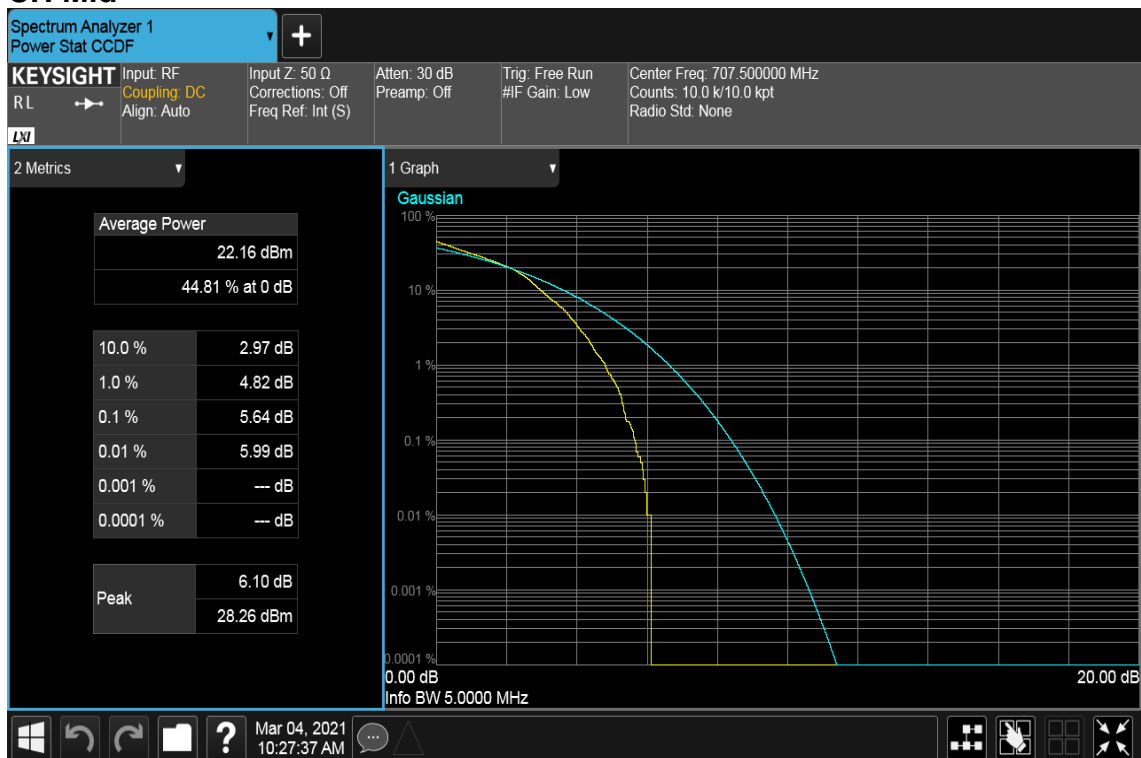 Spectrum Analyzer 1
Power Stat CCDF
KEYSIGHT
R L
LXI
Input: RF
Coupling: DC
Align: Auto
Input Z: 50 Ω
Corrections: Off
Freq Ref: Int (S)
Atten: 30 dB
Preamp: Off
Trig: Free Run
#IF Gain: Low
Center Freq: 707.500000 MHz
Counts: 10.0 k/10.0 kpt
Radio Std: None
2 Metrics
Average Power
22.16 dBm
44.81 % at 0 dB
10.0 % 2.97 dB
1.0 % 4.82 dB
0.1 % 5.64 dB
0.01 % 5.99 dB
0.001 % --- dB
0.0001 % --- dB
Peak
6.10 dB
28.26 dBm
1 Graph
Gaussian
100 %
10 %
1 %
0.1 %
0.01 %
0.001 %
0.0001 %
0.00 dB 20.00 dB
Info BW 5.0000 MHz
?
Mar 04, 2021
10:27:37 AM